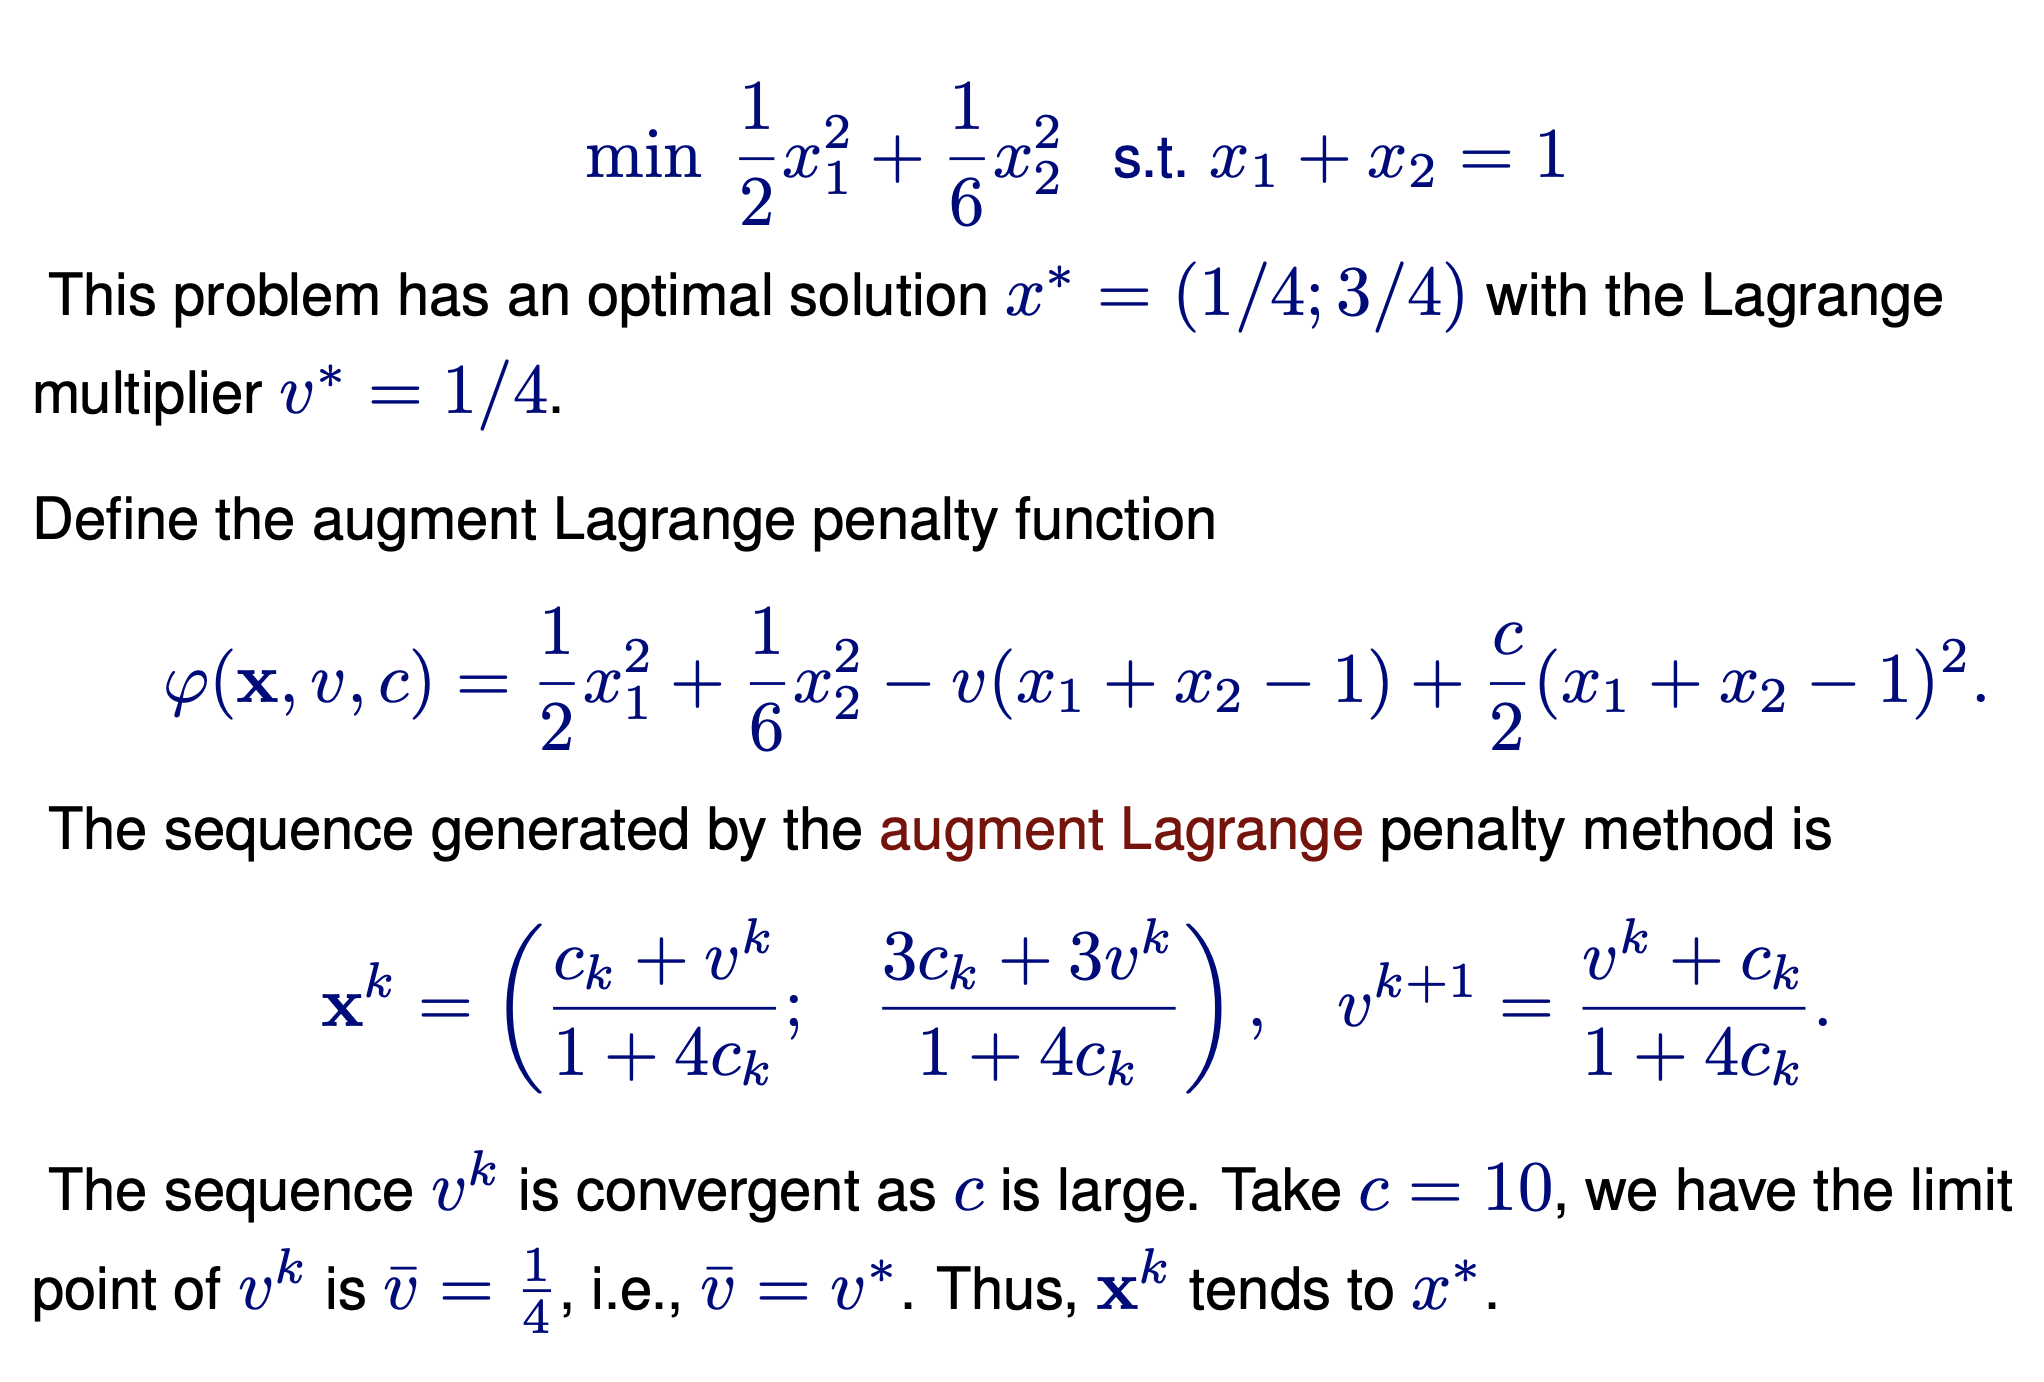 min \frac{1}{2}x_1^2 + \frac{1}{6}x_2^2 s.t. x_1 + x_2 = 1
This problem has an optimal solution x^* = (1/4; 3/4) with the Lagrange
multiplier v^* = 1/4.
Define the augment Lagrange penalty function
φ(\mathbf{x}, v, c) = \frac{1}{2}x_1^2 + \frac{1}{6}x_2^2 − v(x_1 + x_2 − 1) + \frac{c}{2}(x_1 + x_2 − 1)^2.
The sequence generated by the augment Lagrange penalty method is
\mathbf{x}^k = \left( \frac{c_k + v^k}{1 + 4c_k}; \frac{3c_k + 3v^k}{1 + 4c_k} \right), v^{k+1} = \frac{v^k + c_k}{1 + 4c_k}.
The sequence v^k is convergent as c is large. Take c = 10, we have the limit
point of v^k is \bar{v} = \frac{1}{4}, i.e., \bar{v} = v^*. Thus, \mathbf{x}^k tends to x^*.